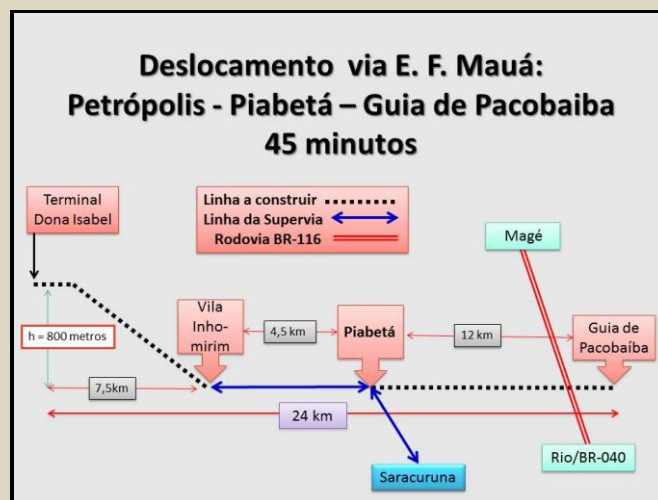 Deslocamento via E. F. Mauá:
Petrópolis - Piabetá – Guia de Pacobaiba
45 minutos
Terminal
Dona Isabel
Linha a construir
Linha da Supervia
Rodovia BR-116
Magé
Vila
Inho-
mirim
4,5 km
Piabetá
12 km
Guia de
Pacobaíba
h = 800 metros
7,5km
24 km
Saracuruna
Rio/BR-040